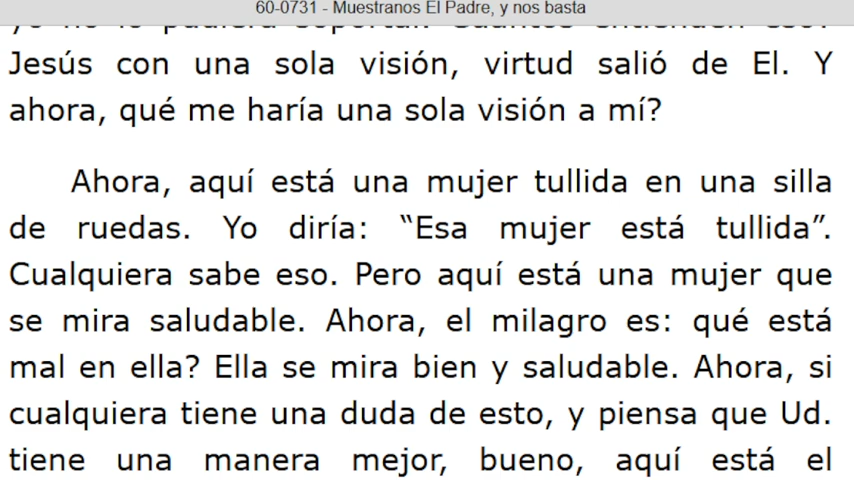 60-0731 - Muestranos El Padre, y nos basta
Jesús con una sola visión, virtud salió de El. Y
ahora, qué me haría una sola visión a mí?
Ahora, aquí está una mujer tullida en una silla
de ruedas. Yo diría: “Esa mujer está tullida”.
Cualquiera sabe eso. Pero aquí está una mujer que
se mira saludable. Ahora, el milagro es: qué está
mal en ella? Ella se mira bien y saludable. Ahora, si
cualquiera tiene una duda de esto, y piensa que Ud.
tiene una manera mejor, bueno, aquí está el